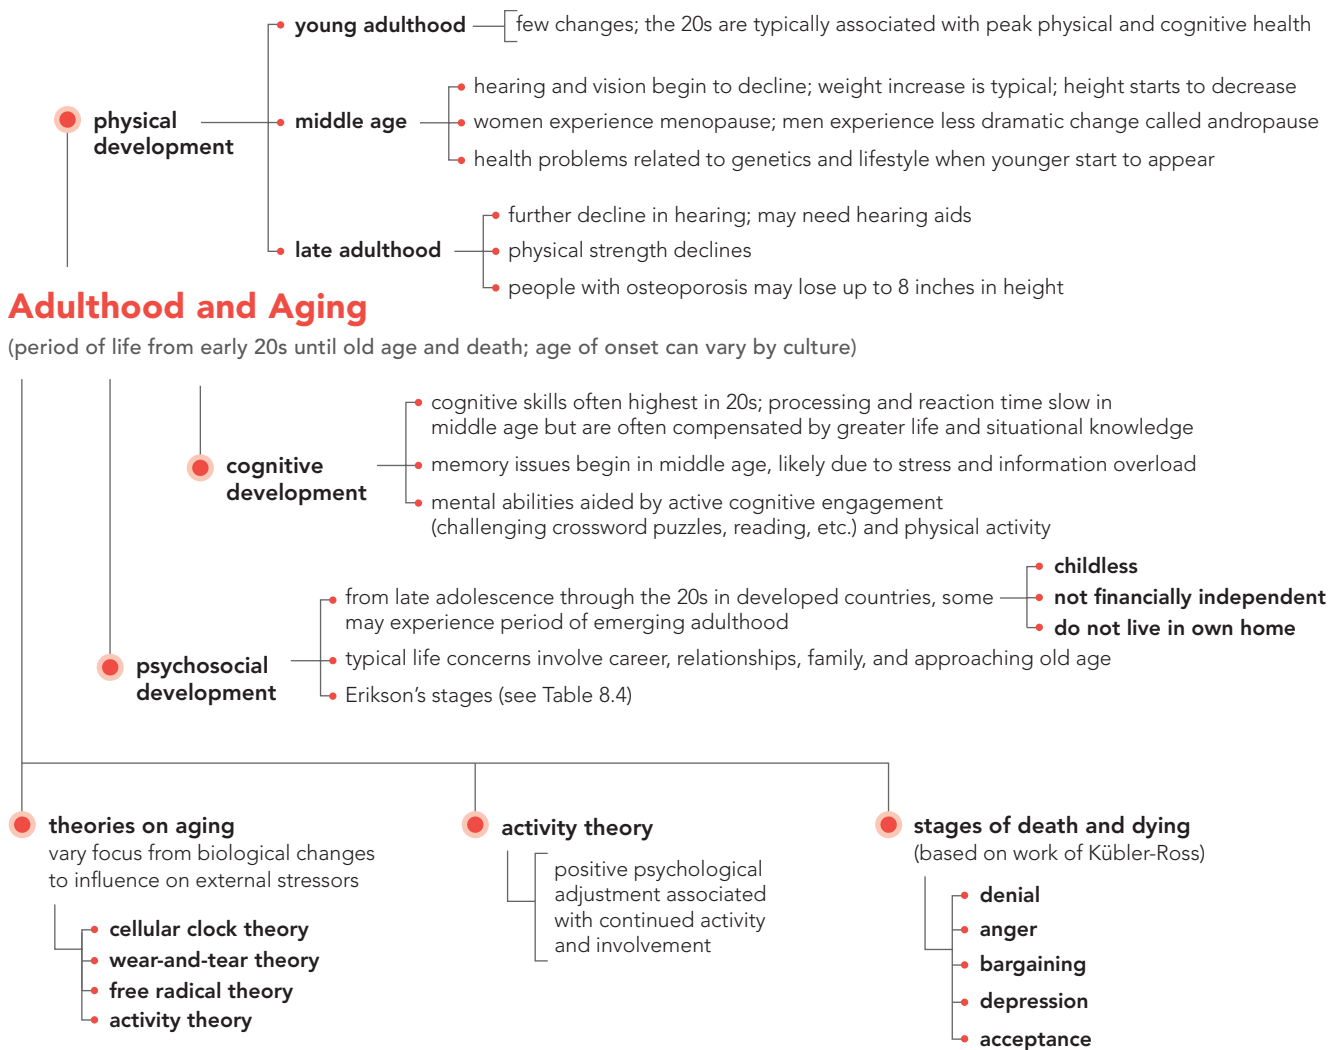 young adulthood
few changes; the 20s are typically associated with peak physical and cognitive health
physical
development
middle age
hearing and vision begin to decline; weight increase is typical; height starts to decrease
women experience menopause; men experience less dramatic change called andropause
health problems related to genetics and lifestyle when younger start to appear
late adulthood
further decline in hearing; may need hearing aids
physical strength declines
people with osteoporosis may lose up to 8 inches in height
Adulthood and Aging
(period of life from early 20s until old age and death; age of onset can vary by culture)
cognitive
development
cognitive skills often highest in 20s; processing and reaction time slow in
middle age but are often compensated by greater life and situational knowledge
memory issues begin in middle age, likely due to stress and information overload
mental abilities aided by active cognitive engagement
(challenging crossword puzzles, reading, etc.) and physical activity
psychosocial
development
from late adolescence through the 20s in developed countries, some
may experience period of emerging adulthood
childless
not financially independent
do not live in own home
typical life concerns involve career, relationships, family, and approaching old age
Erikson's stages (see Table 8.4)
theories on aging
vary focus from biological changes
to influence on external stressors
cellular clock theory
wear-and-tear theory
free radical theory
activity theory
activity theory
positive psychological
adjustment associated
with continued activity
and involvement
stages of death and dying
(based on work of Kübler-Ross)
denial
anger
bargaining
depression
acceptance